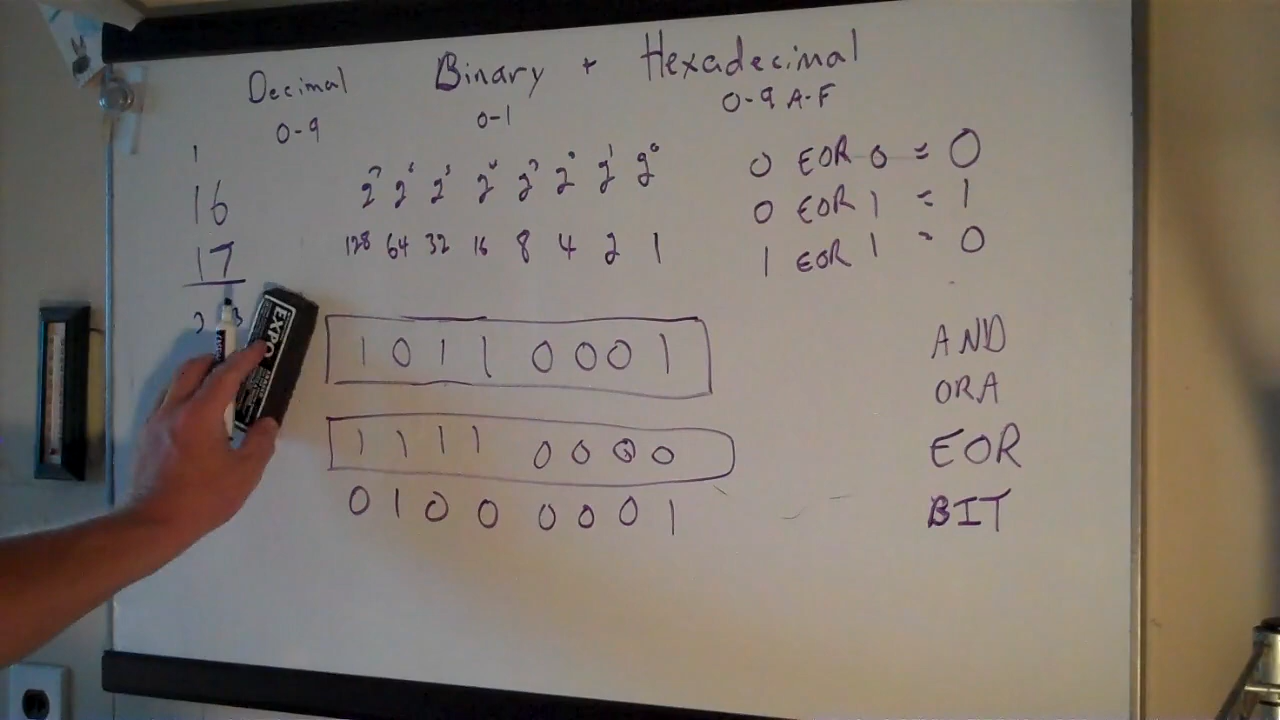 Decimal Binary + Hexadecimal
0-9 0-1 0-9 A-F
1
16
17
3
2⁷ 2⁶ 2⁵ 2⁴ 2³ 2² 2¹ 2⁰
128 64 32 16 8 4 2 1
1 0 1 1 0 0 0 1
1 1 1 1 0 0 0 0
0 1 0 0 0 0 0 1
0 EOR 0 = 0
0 EOR 1 = 1
1 EOR 1 = 0
AND
ORA
EOR
BIT
EXPO